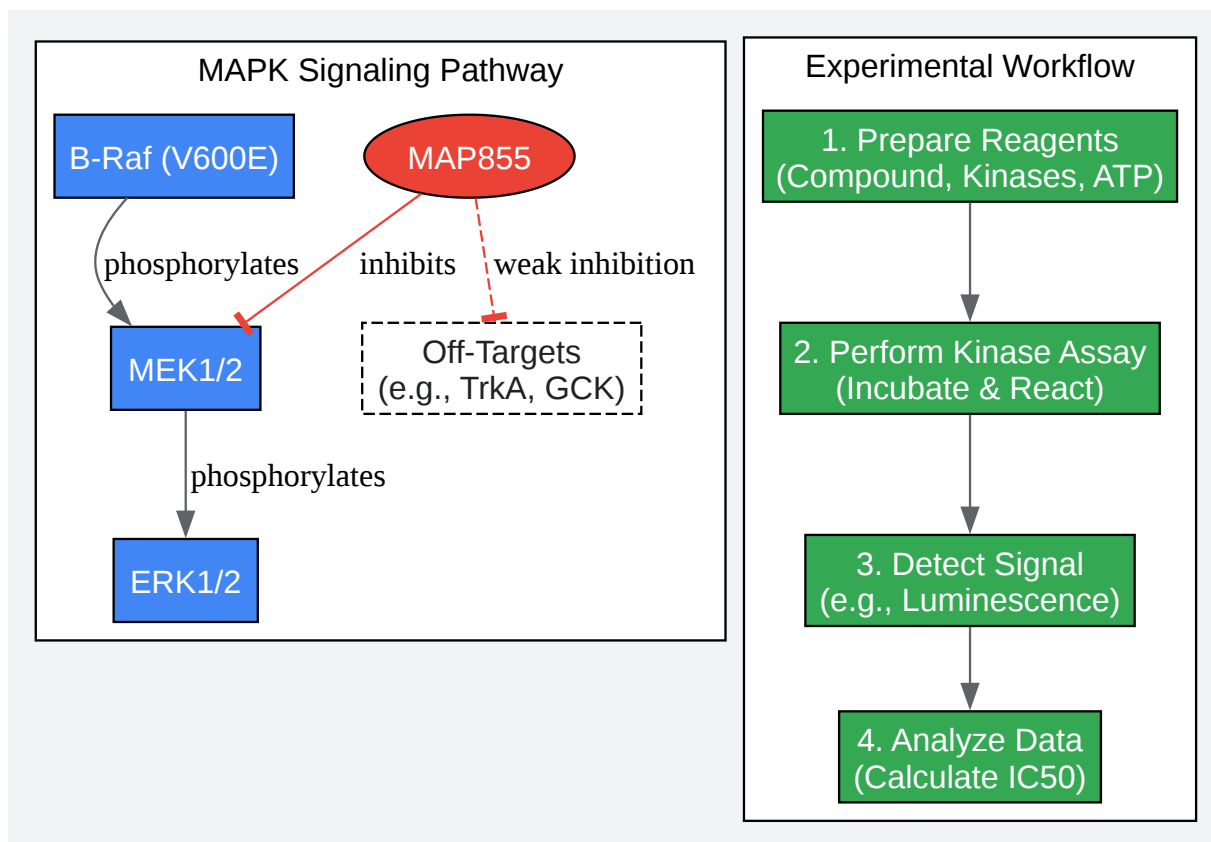 MAPK Signaling Pathway
B-Raf (V600E)
MAP855
phosphorylates
inhibits
weak inhibition
MEK1/2
Off-Targets
(e.g., TrkA, GCK)
phosphorylates
ERK1/2
Experimental Workflow
1. Prepare Reagents
(Compound, Kinases, ATP)
2. Perform Kinase Assay
(Incubate & React)
3. Detect Signal
(e.g., Luminescence)
4. Analyze Data
(Calculate IC50)